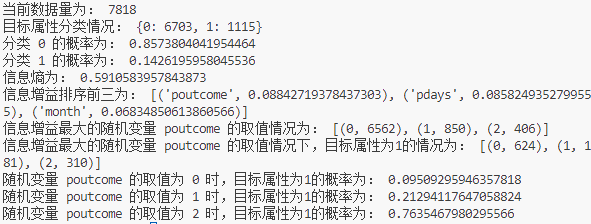 当前数据量为： 7818
目标属性分类情况： {0: 6703, 1: 1115}
分类 0 的概率为： 0.8573804041954464
分类 1 的概率为： 0.1426195958045536
信息熵为： 0.5910583957843873
信息增益排序前三为： [('poutcome', 0.08842719378437303), ('pdays', 0.085824935279955
5), ('month', 0.06834850613860566)]
信息增益最大的随机变量 poutcome 的取值情况为： [(0, 6562), (1, 850), (2, 406)]
信息增益最大的随机变量 poutcome 的取值情况下，目标属性为1的情况为： [(0, 624), (1, 1
81), (2, 310)]
随机变量 poutcome 的取值为 0 时，目标属性为1的概率为： 0.09509295946357818
随机变量 poutcome 的取值为 1 时，目标属性为1的概率为： 0.21294117647058824
随机变量 poutcome 的取值为 2 时，目标属性为1的概率为： 0.7635467980295566